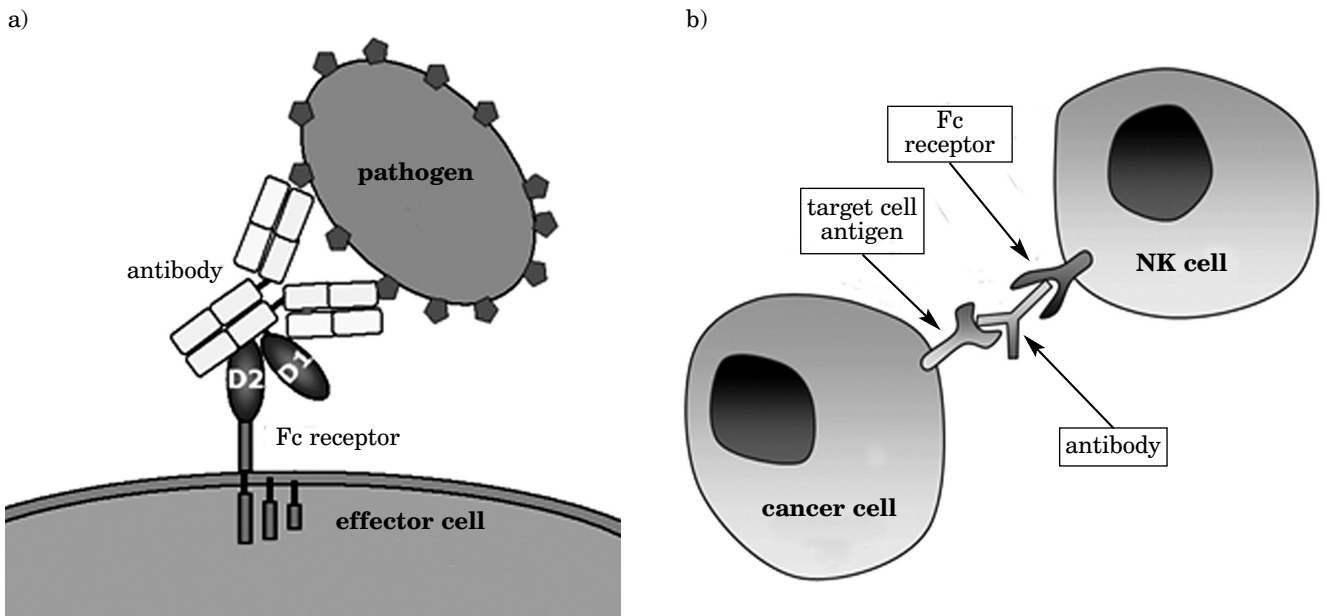 a)
pathogen
antibody
D2
D1
Fc receptor
effector cell
b)
Fc
receptor
target cell
antigen
NK cell
antibody
cancer cell